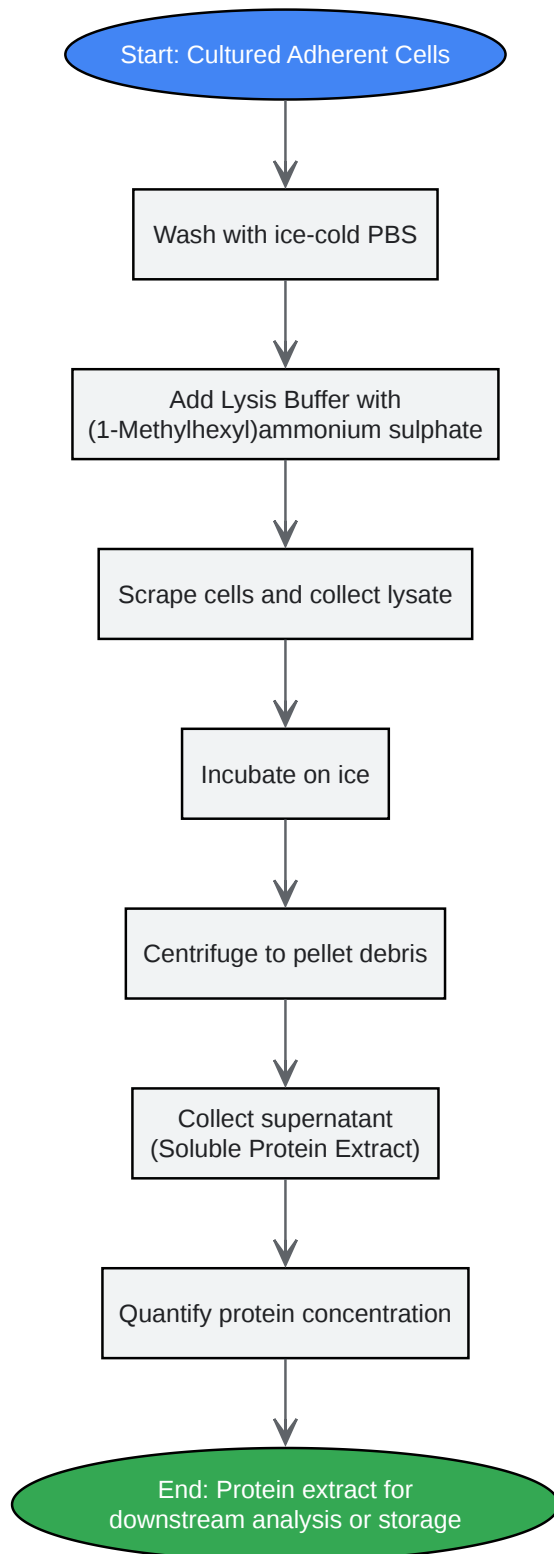 Start: Cultured Adherent Cells
Wash with ice-cold PBS
Add Lysis Buffer with
(1-Methylhexyl)ammonium sulphate
Scrape cells and collect lysate
Incubate on ice
Centrifuge to pellet debris
Collect supernatant
(Soluble Protein Extract)
Quantify protein concentration
End: Protein extract for
downstream analysis or storage